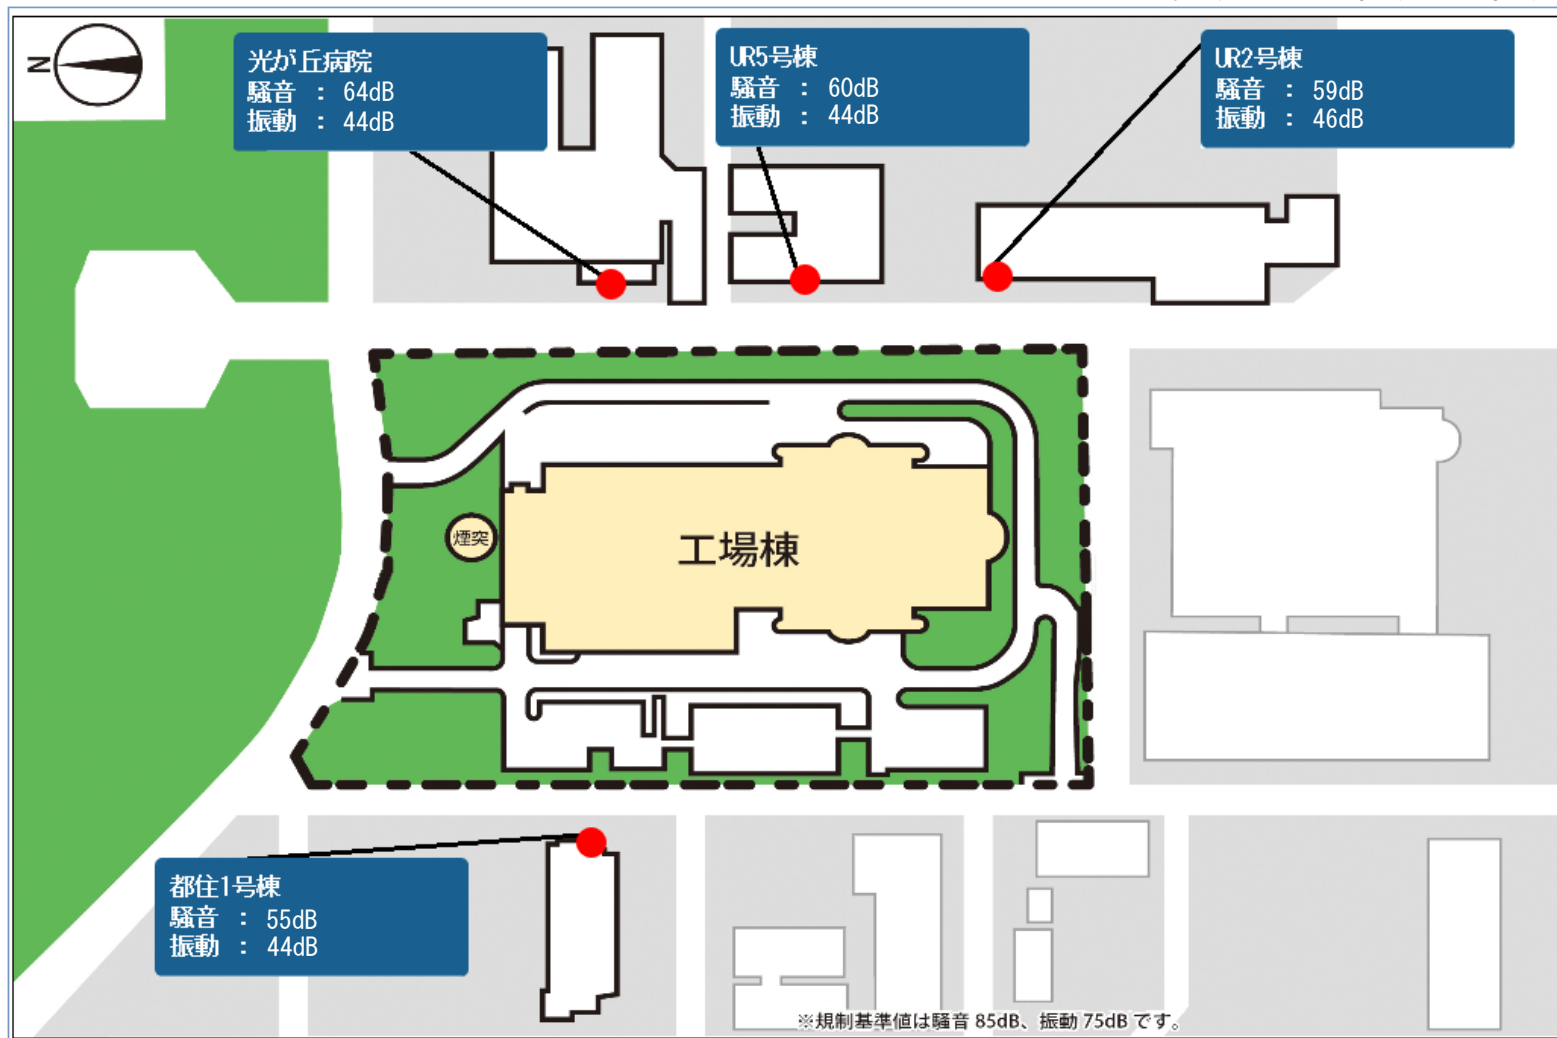 N
光が丘病院
騒音 ： 64dB
振動 ： 44dB
UR5号棟
騒音 ： 60dB
振動 ： 44dB
UR2号棟
騒音 ： 59dB
振動 ： 46dB
煙突
工場棟
都住1号棟
騒音 ： 55dB
振動 ： 44dB
※規制基準値は騒音 85dB、振動 75dB です。